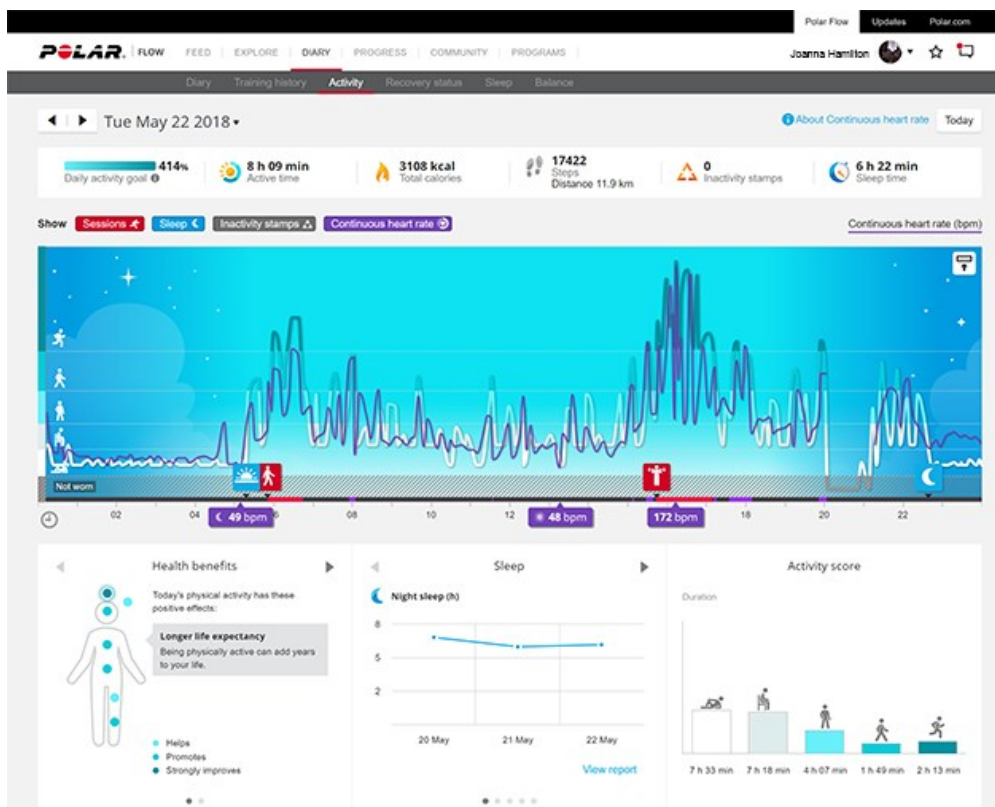 Polar Flow Updates Polar.com
POLAR. FLOW FEED EXPLORE DIARY PROGRESS COMMUNITY PROGRAMS Joanna Hamilton
Diary Training history Activity Recovery status Sleep Balance
Tue May 22 2018 About Continuous heart rate Today
414% 8 h 09 min 3108 kcal 17422 0 6 h 22 min
Daily activity goal Active time Total calories Steps Inactivity stamps Sleep time
Distance 11.9 km
Show Sessions Sleep Inactivity stamps Continuous heart rate Continuous heart rate (bpm)
Not worn
02 04 06 08 10 12 16 18 20 22
49 bpm 48 bpm 172 bpm
Health benefits Sleep Activity score
Today's physical activity has these
positive effects:
Longer life expectancy
Being physically active can add years
to your life.
Helps
Promotes
Strongly improves
Night sleep (h)
8
5
2
20 May 21 May 22 May
View report
Duration
7 h 33 min 7 h 18 min 4 h 07 min 1 h 49 min 2 h 13 min